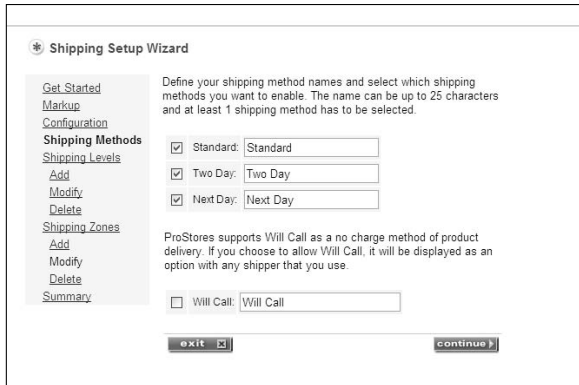 Shipping Setup Wizard
Get Started
Markup
Configuration
Shipping Methods
Shipping Levels
Add
Modify
Delete
Shipping Zones
Add
Modify
Delete
Summary
Define your shipping method names and select which shipping
methods you want to enable. The name can be up to 25 characters
and at least 1 shipping method has to be selected.
Standard: Standard
Two Day: Two Day
Next Day: Next Day
ProStores supports Will Call as a no charge method of product
delivery. If you choose to allow Will Call, it will be displayed as an
option with any shipper that you use.
Will Call: Will Call
exit
continue